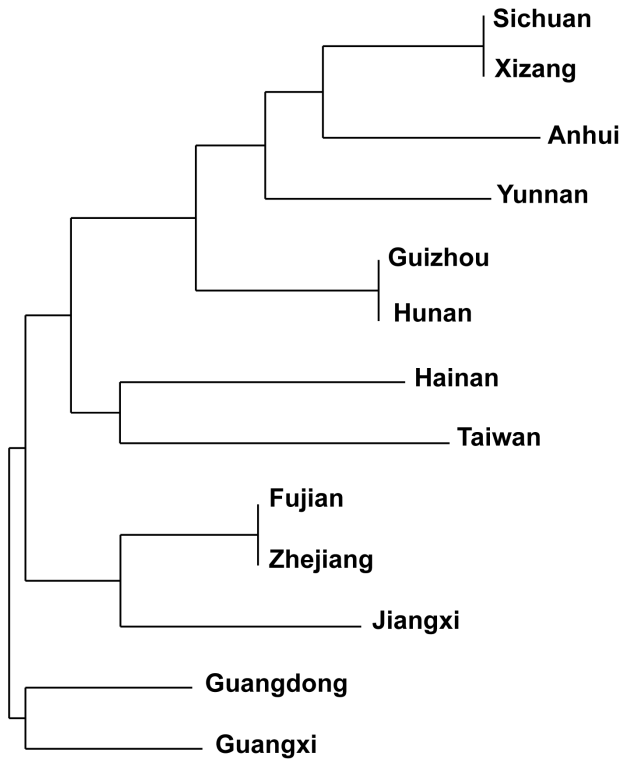 Sichuan
Xizang
Anhui
Yunnan
Guizhou
Hunan
Hainan
Taiwan
Fujian
Zhejiang
Jiangxi
Guangdong
Guangxi